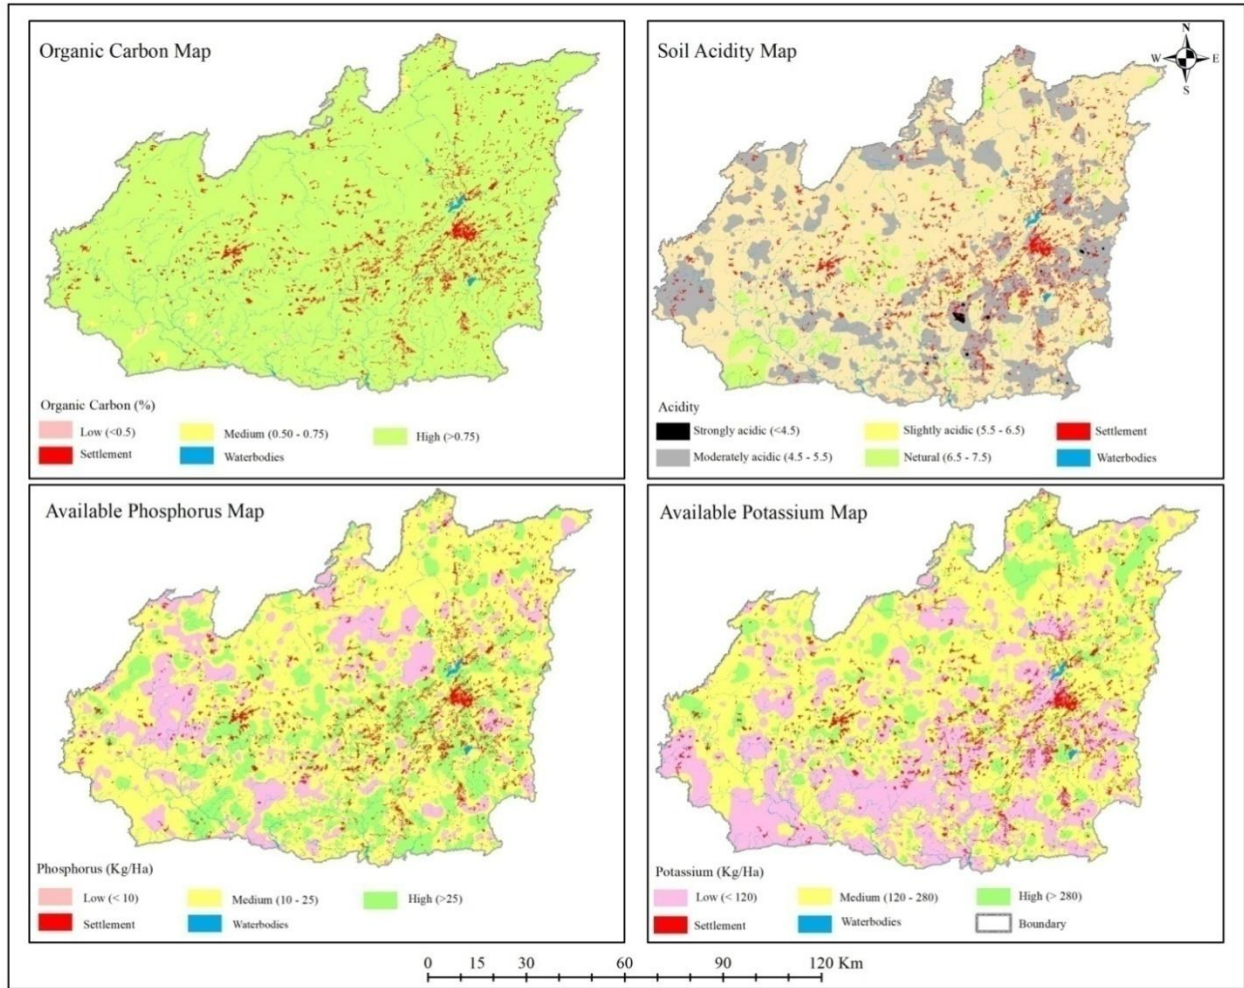 Organic Carbon Map
Organic Carbon (%)
Low (<0.5)
Medium (0.50 - 0.75)
High (>0.75)
Settlement
Waterbodies
Soil Acidity Map
N
W E
S
Acidity
Strongly acidic (<4.5)
Slightly acidic (5.5 - 6.5)
Settlement
Moderately acidic (4.5 - 5.5)
Netural (6.5 - 7.5)
Waterbodies
Available Phosphorus Map
Phosphorus (Kg/Ha)
Low (< 10)
Medium (10 - 25)
High (>25)
Settlement
Waterbodies
Available Potassium Map
Potassium (Kg/Ha)
Low (< 120)
Medium (120 - 280)
High (> 280)
Settlement
Waterbodies
Boundary
0 15 30 60 90 120 Km